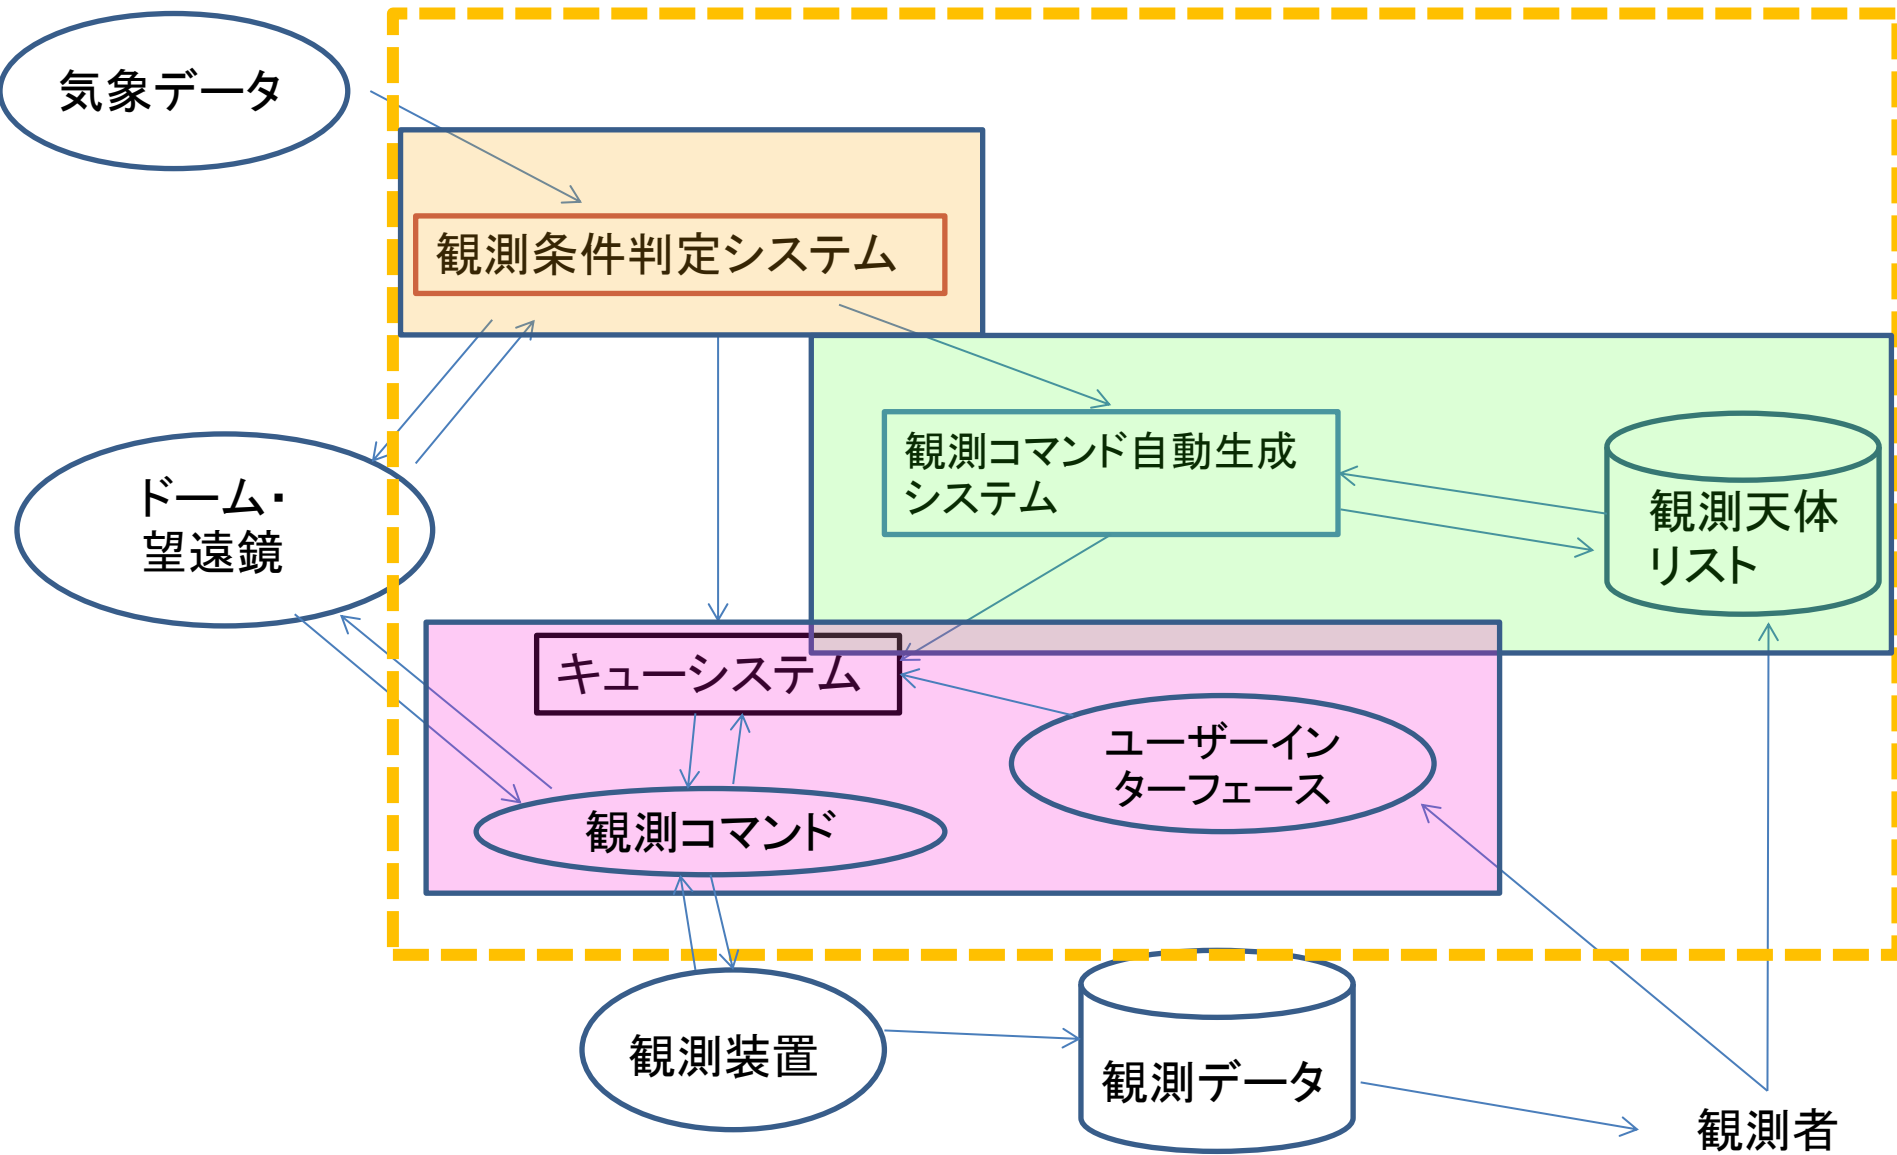 気象データ
観測条件判定システム
観測コマンド自動生成
システム
観測天体
リスト
ドーム・
望遠鏡
キューシステム
ユーザーイン
ターフェース
観測コマンド
観測装置
観測データ
観測者